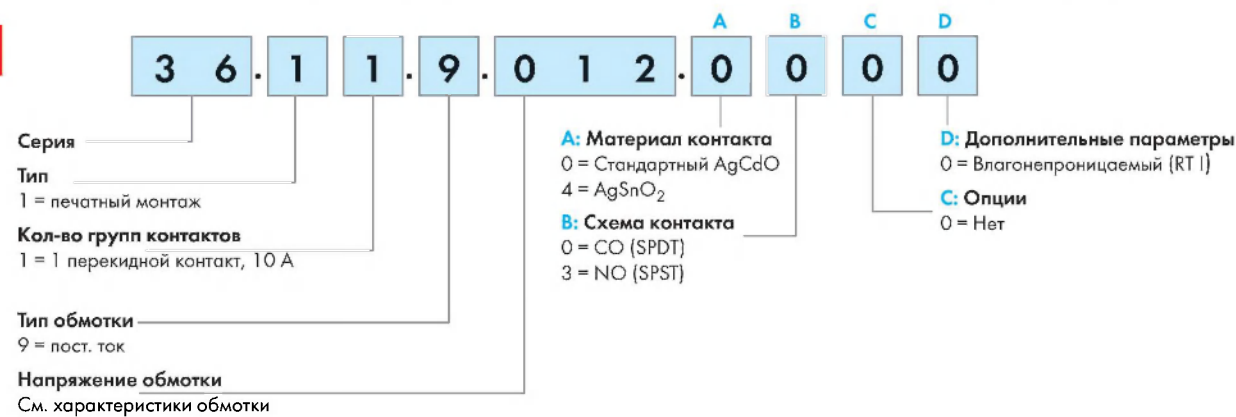 A B C D
3 6 . 1 1 . 9 . 0 1 2 . 0 0 0 0
Серия
Тип
1 = печатный монтаж
Кол-во групп контактов
1 = 1 перекидной контакт, 10 А
Тип обмотки
9 = пост. ток
Напряжение обмотки
См. характеристики обмотки
A: Материал контакта
0 = Стандартный AgCdO
4 = AgSnO₂
B: Схема контакта
0 = CO (SPDT)
3 = NO (SPST)
D: Дополнительные параметры
0 = Влагонепроницаемый (RT I)
C: Опции
0 = Нет